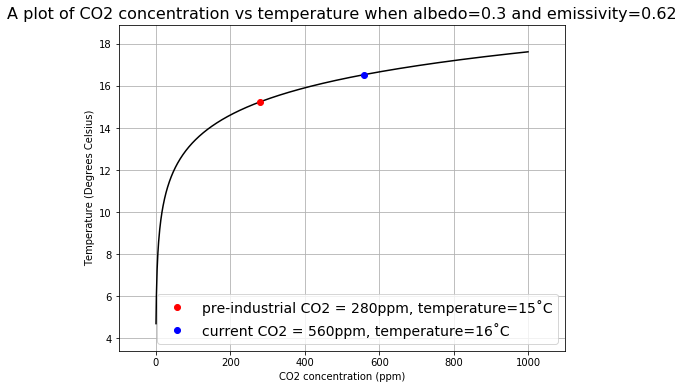 A plot of CO2 concentration vs temperature when albedo=0.3 and emissivity=0.62
18
16
14
12
10
8
6
4
Temperature (Degrees Celsius)
pre-industrial CO2 = 280ppm, temperature=15˚C
current CO2 = 560ppm, temperature=16˚C
0 200 400 600 800 1000
CO2 concentration (ppm)